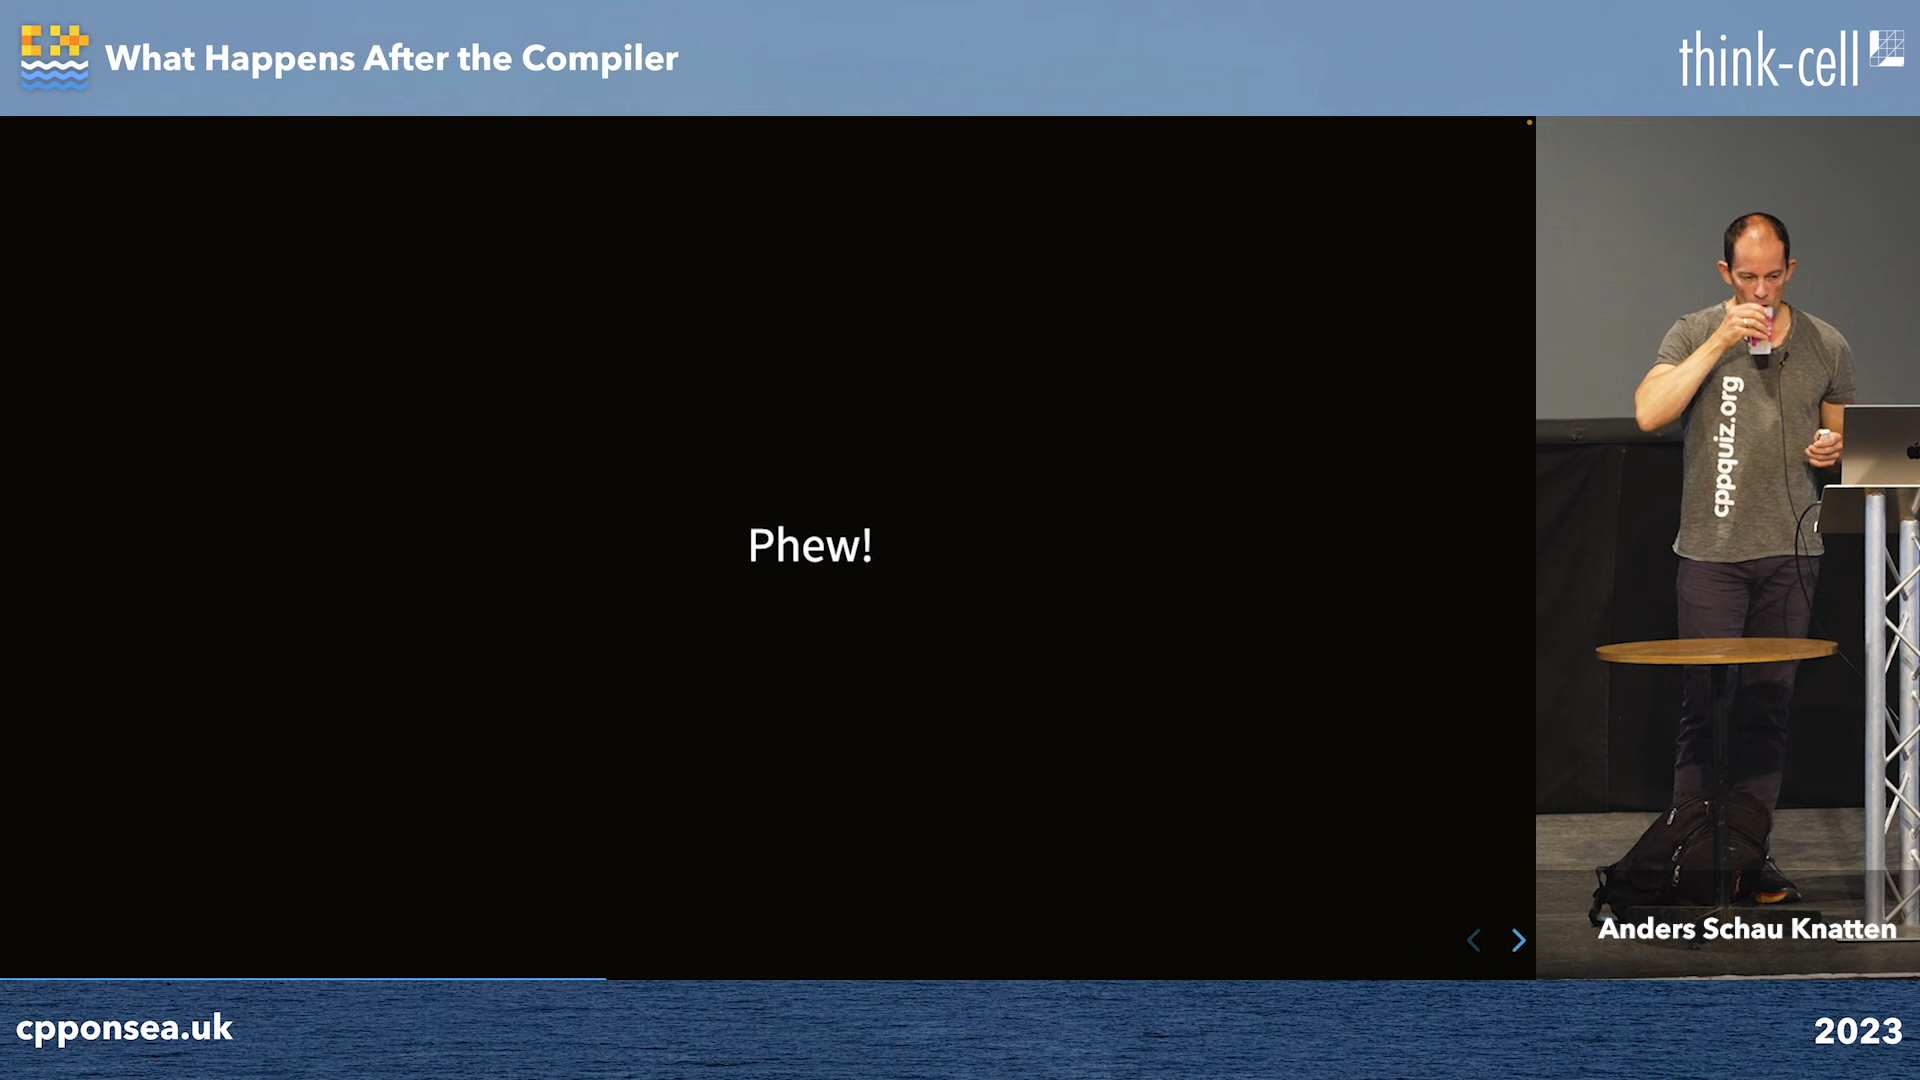 What Happens After the Compiler
think-cell
Phew!
cppquiz.org
Anders Schau Knatten
cpponsea.uk
2023